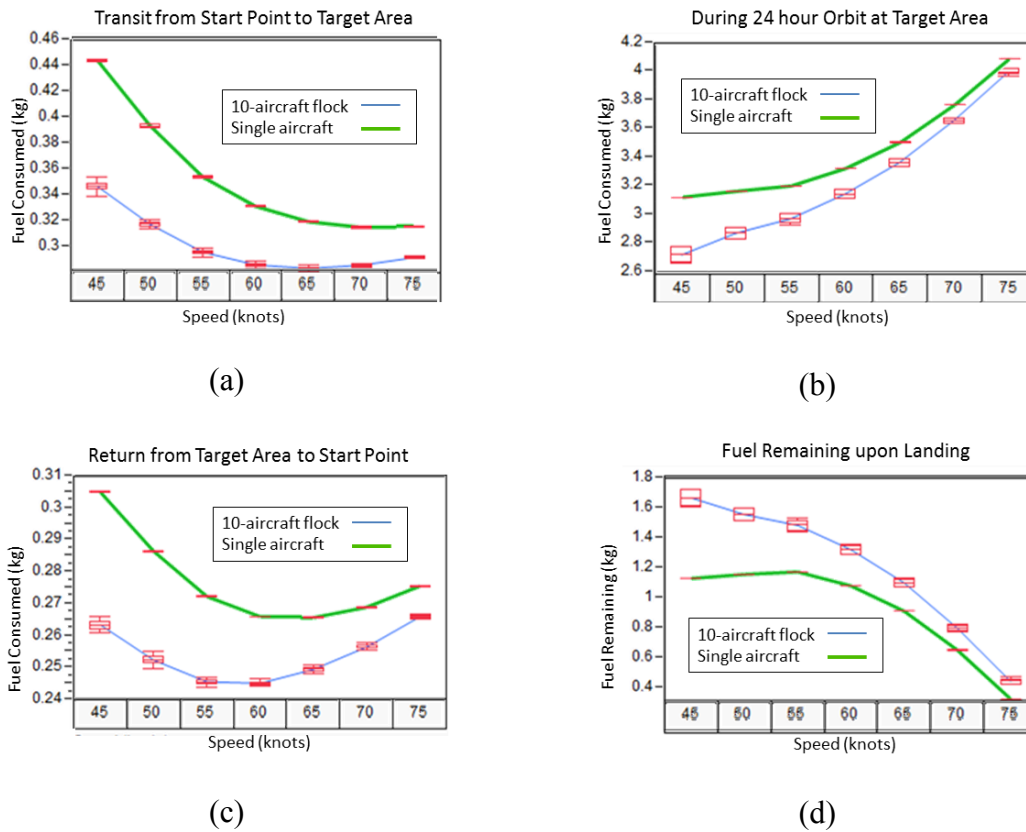 Transit from Start Point to Target Area
0.46
0.44
0.42
0.4
0.38
0.36
0.34
0.32
0.3
Fuel Consumed (kg)
10-aircraft flock
Single aircraft
45 50 55 60 65 70 75
Speed (knots)
(a)
During 24 hour Orbit at Target Area
4.2
4
3.8
3.6
3.4
3.2
3
2.8
2.6
Fuel Consumed (kg)
10-aircraft flock
Single aircraft
45 50 55 60 65 70 75
Speed (knots)
(b)
Return from Target Area to Start Point
0.31
0.3
0.29
0.28
0.27
0.26
0.25
0.24
Fuel Consumed (kg)
10-aircraft flock
Single aircraft
45 50 55 60 65 70 75
Speed (knots)
(c)
Fuel Remaining upon Landing
1.8
1.6
1.4
1.2
1
0.8
0.6
0.4
Fuel Remaining (kg)
10-aircraft flock
Single aircraft
45 50 55 60 65 70 75
Speed (knots)
(d)